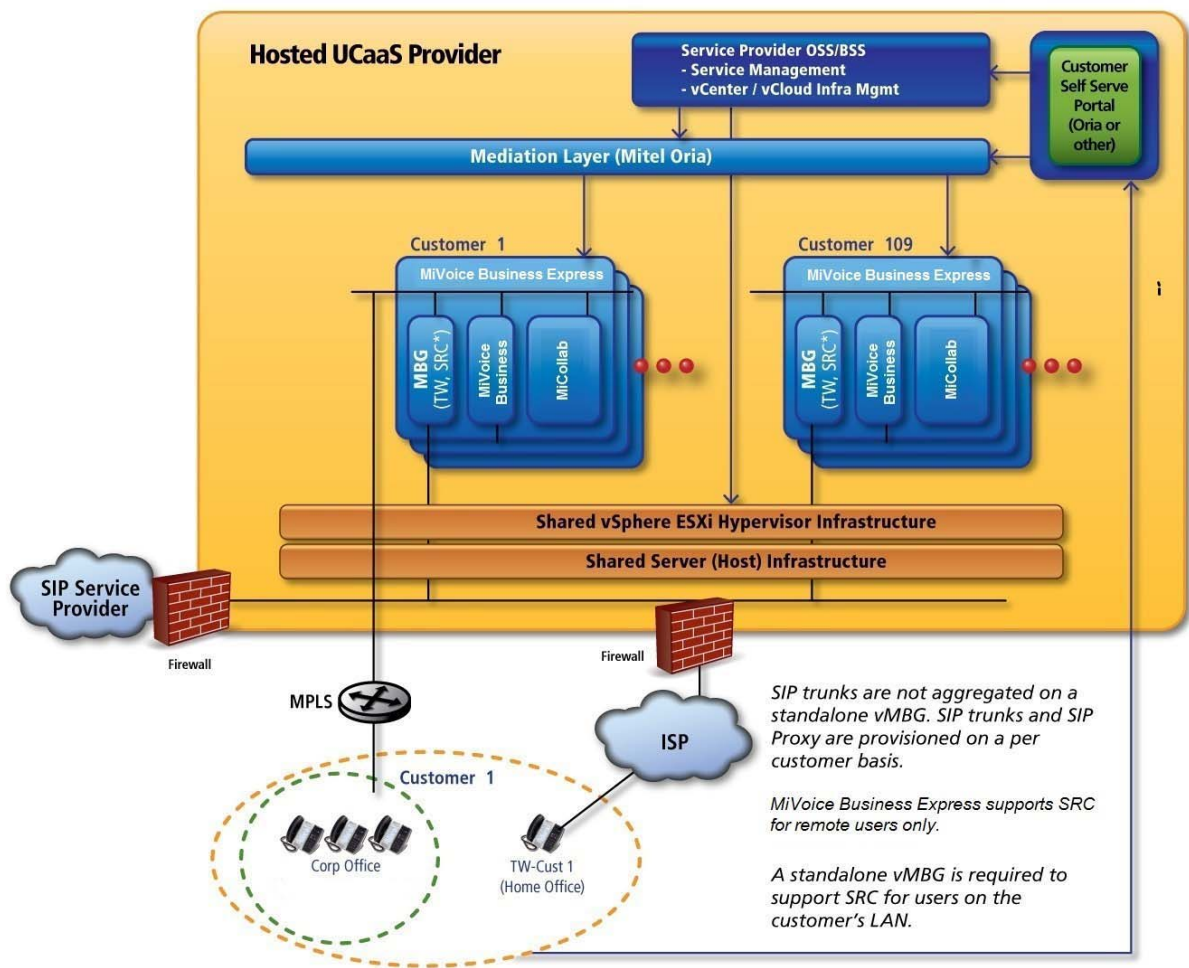 Hosted UCaaS Provider
Service Provider OSS/BSS
- Service Management
- vCenter / vCloud Infra Mgmt
Customer
Self Serve
Portal
(Oria or
other)
Mediation Layer (Mitel Oria)
Customer 1
MiVoice Business Express
MBG
(TW, SRC*)
MiVoice
Business
MiCollab
Customer 109
MiVoice Business Express
MBG
(TW, SRC*)
MiVoice
Business
MiCollab
Shared vSphere ESXi Hypervisor Infrastructure
Shared Server (Host) Infrastructure
SIP Service
Provider
Firewall
Firewall
MPLS
ISP
Customer 1
Corp Office
TW-Cust 1
(Home Office)
SIP trunks are not aggregated on a
standalone vMBG. SIP trunks and SIP
Proxy are provisioned on a per
customer basis.
MiVoice Business Express supports SRC
for remote users only.
A standalone vMBG is required to
support SRC for users on the
customer's LAN.